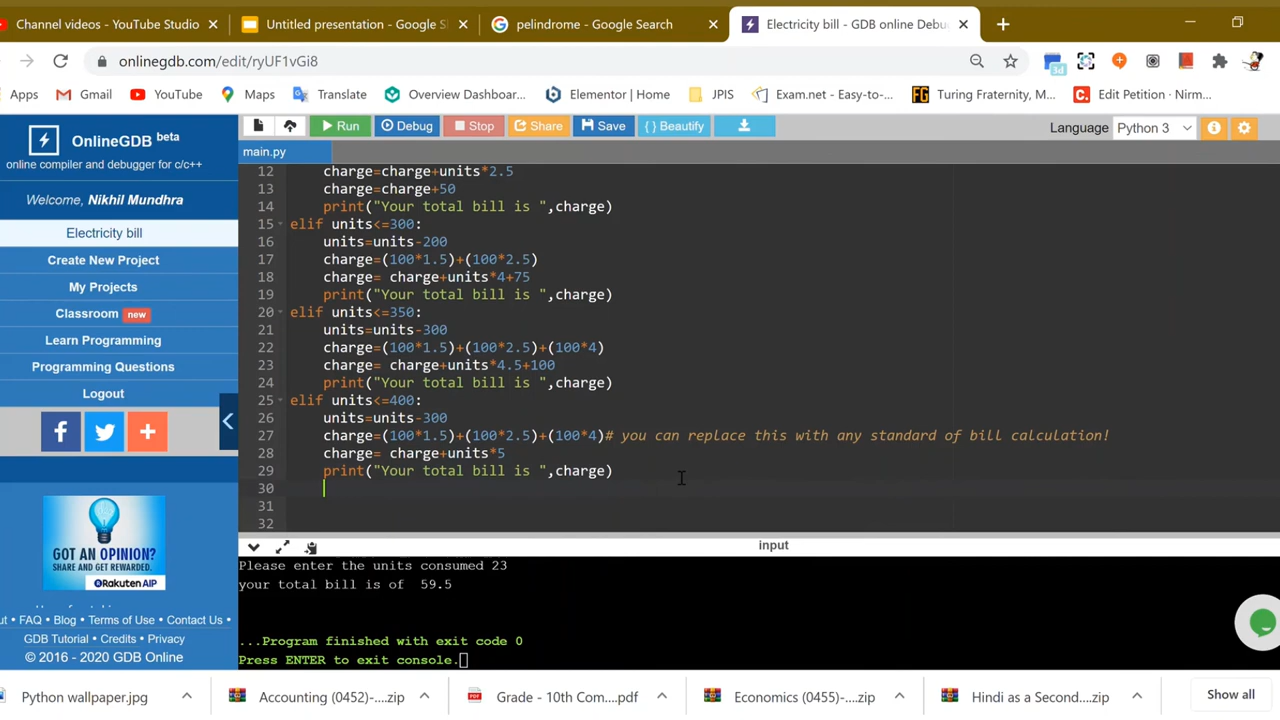 Channel videos - YouTube Studio
Untitled presentation - Google S
pelindrome - Google Search
Electricity bill - GDB online Debu
onlinegdb.com/edit/ryUF1vGi8
3d
Apps
Gmail
YouTube
Maps
Translate
Overview Dashboar...
Elementor | Home
JPIS
Exam.net - Easy-to-...
Turing Fraternity, M...
Edit Petition · Nirm...
OnlineGDB beta
online compiler and debugger for c/c++
Welcome, Nikhil Mundhra
Electricity bill
Create New Project
My Projects
Classroom new
Learn Programming
Programming Questions
Logout
GOT AN OPINION?
SHARE AND GET REWARDED.
Rakuten AIP
ut • FAQ • Blog • Terms of Use • Contact Us •
GDB Tutorial • Credits • Privacy
© 2016 - 2020 GDB Online
Run
Debug
Stop
Share
Save
{ } Beautify
Language Python 3
main.py
12 charge=charge+units*2.5
13 charge=charge+50
14 print("Your total bill is ",charge)
15 elif units<=300:
16 units=units-200
17 charge=(100*1.5)+(100*2.5)
18 charge= charge+units*4+75
19 print("Your total bill is ",charge)
20 elif units<=350:
21 units=units-300
22 charge=(100*1.5)+(100*2.5)+(100*4)
23 charge= charge+units*4.5+100
24 print("Your total bill is ",charge)
25 elif units<=400:
26 units=units-300
27 charge=(100*1.5)+(100*2.5)+(100*4)# you can replace this with any standard of bill calculation!
28 charge= charge+units*5
29 print("Your total bill is ",charge)
30
31
32
input
Please enter the units consumed 23
your total bill is of  59.5
...Program finished with exit code 0
Press ENTER to exit console.
Python wallpaper.jpg
Accounting (0452)-....zip
Grade - 10th Com....pdf
Economics (0455)-....zip
Hindi as a Second....zip
Show all